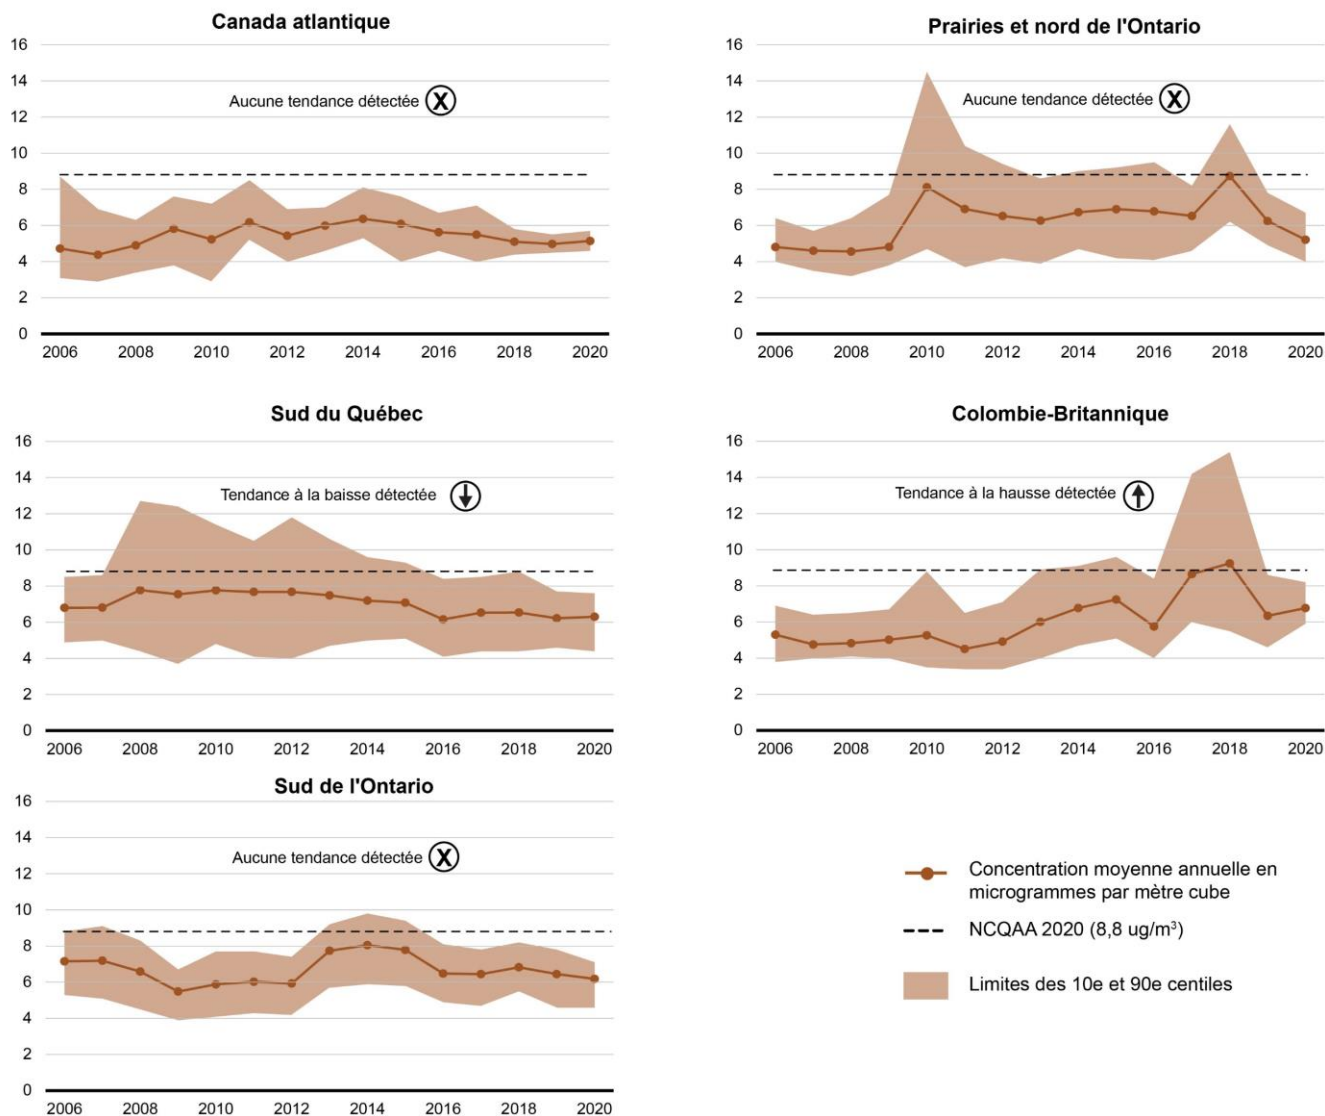 Canada atlantique
16
14
12
10
8
6
4
2
0
Aucune tendance détectée X
2006 2008 2010 2012 2014 2016 2018 2020
Prairies et nord de l'Ontario
16
14
12
10
8
6
4
2
0
Aucune tendance détectée X
2006 2008 2010 2012 2014 2016 2018 2020
Sud du Québec
16
14
12
10
8
6
4
2
0
Tendance à la baisse détectée
2006 2008 2010 2012 2014 2016 2018 2020
Colombie-Britannique
16
14
12
10
8
6
4
2
0
Tendance à la hausse détectée
2006 2008 2010 2012 2014 2016 2018 2020
Sud de l'Ontario
16
14
12
10
8
6
4
2
0
Aucune tendance détectée X
2006 2008 2010 2012 2014 2016 2018 2020
Concentration moyenne annuelle en
microgrammes par mètre cube
NCQAA 2020 (8,8 ug/m³)
Limites des 10e et 90e centiles